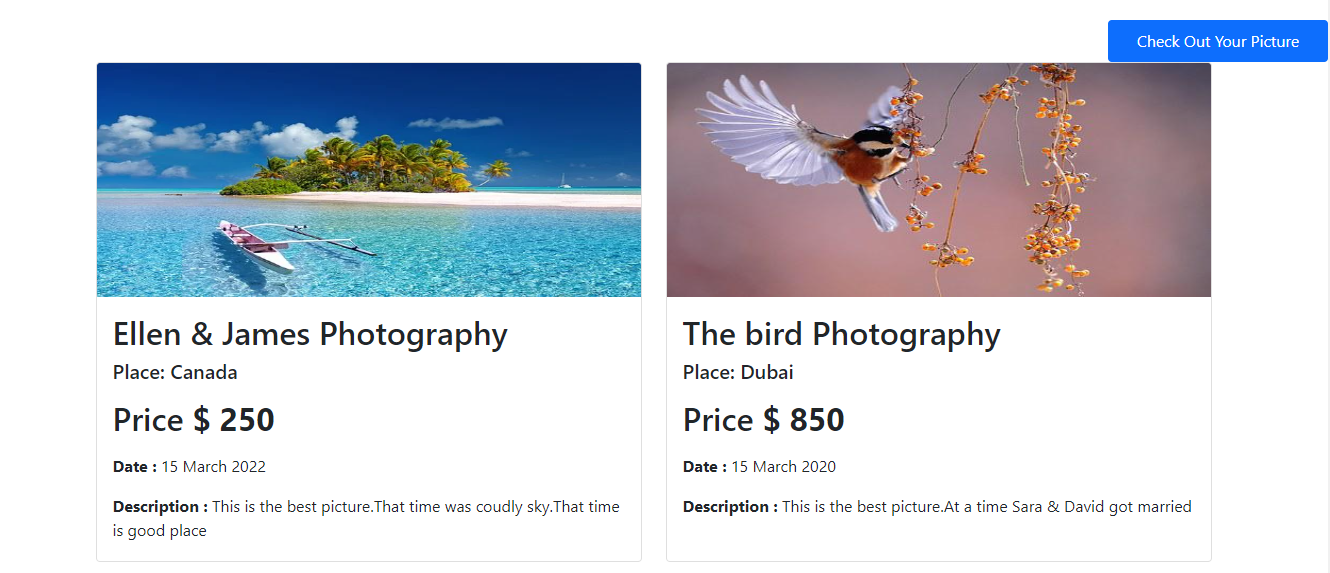 Check Out Your Picture
Ellen & James Photography
Place: Canada
Price $ 250
Date : 15 March 2022
Description : This is the best picture.That time was coudly sky.That time
is good place
The bird Photography
Place: Dubai
Price $ 850
Date : 15 March 2020
Description : This is the best picture.At a time Sara & David got married